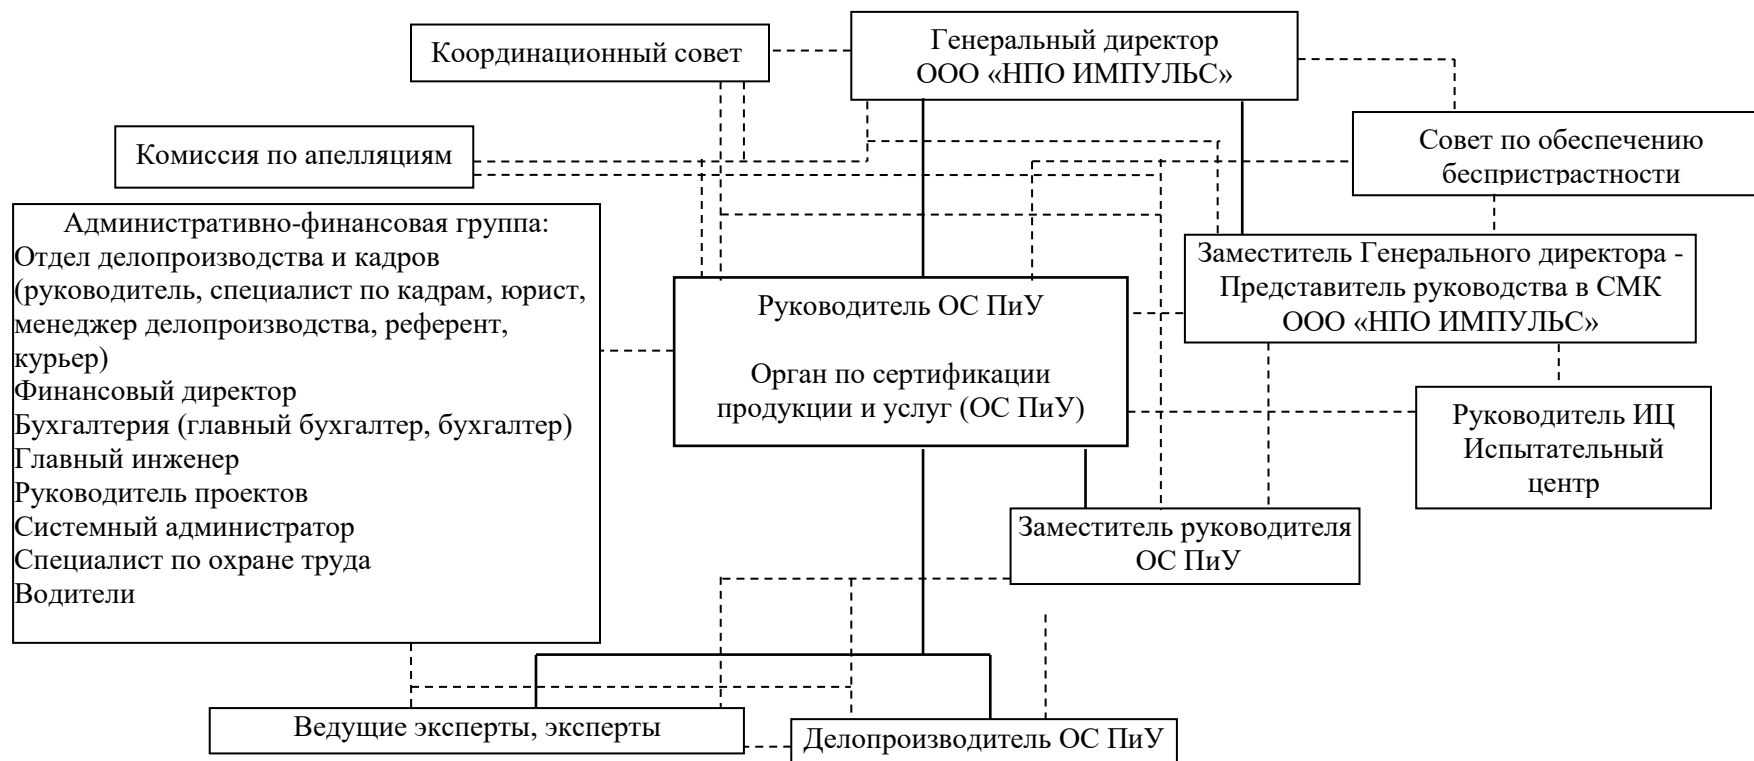 Координационный совет
Генеральный директор
ООО «НПО ИМПУЛЬС»
Комиссия по апелляциям
Совет по обеспечению
беспристрастности
Административно-финансовая группа:
Отдел делопроизводства и кадров
(руководитель, специалист по кадрам, юрист,
менеджер делопроизводства, референт,
курьер)
Финансовый директор
Бухгалтерия (главный бухгалтер, бухгалтер)
Главный инженер
Руководитель проектов
Системный администратор
Специалист по охране труда
Водители
Руководитель ОС ПиУ
Орган по сертификации
продукции и услуг (ОС ПиУ)
Заместитель Генерального директора -
Представитель руководства в СМК
ООО «НПО ИМПУЛЬС»
Руководитель ИЦ
Испытательный
центр
Заместитель руководителя
ОС ПиУ
Ведущие эксперты, эксперты
Делопроизводитель ОС ПиУ